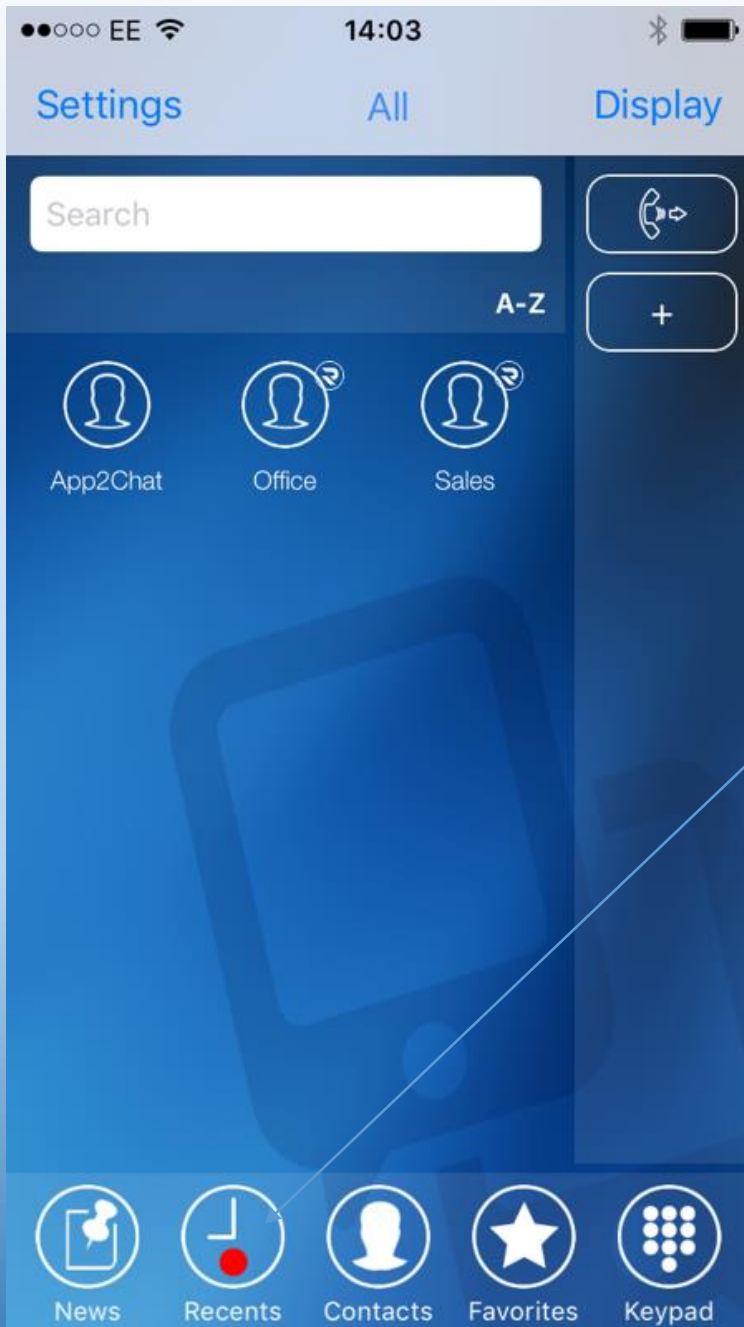 EE 14:03
Settings All Display
Search
A-Z
+
App2Chat Office Sales
News Recents Contacts Favorites Keypad